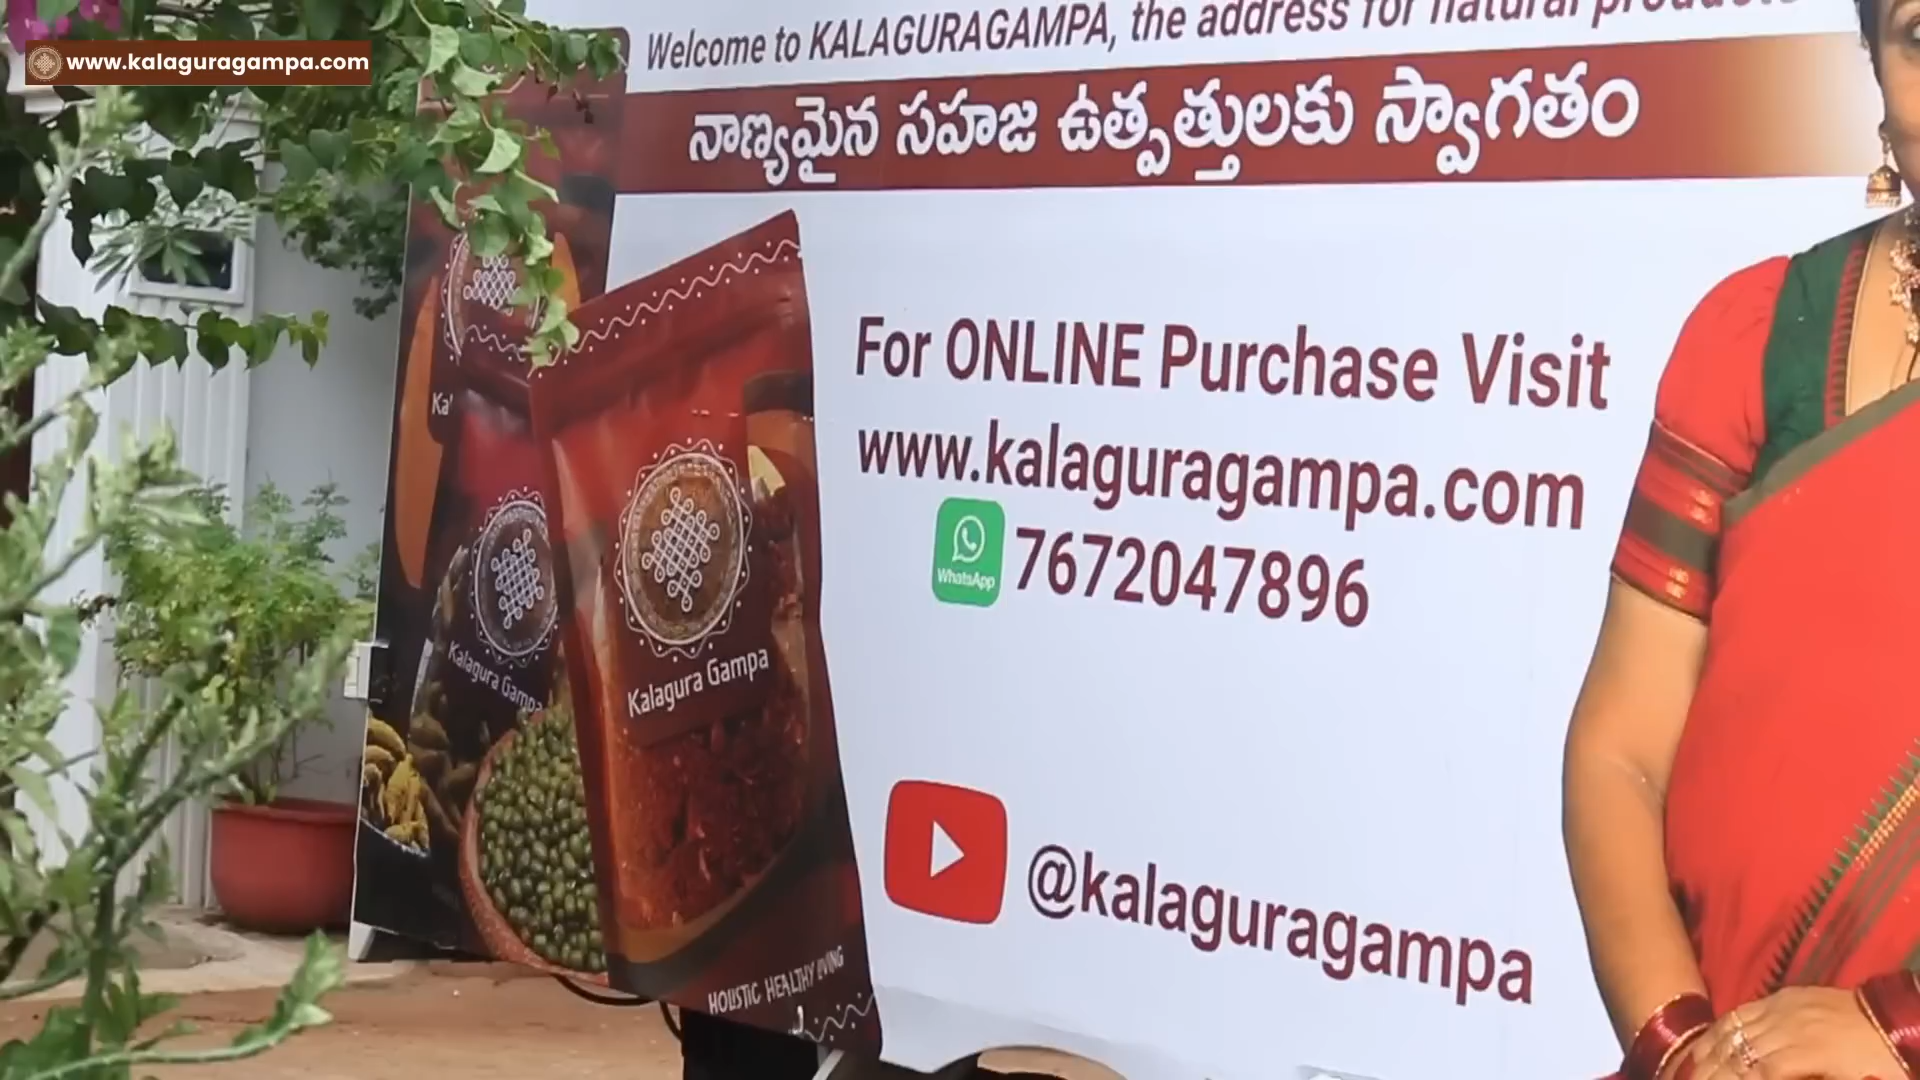 www.kalaguragampa.com
Welcome to KALAGURAGAMPA, the address for natural products
నాణ్యమైన సహజ ఉత్పత్తులకు స్వాగతం
For ONLINE Purchase Visit
www.kalaguragampa.com
WhatsApp 7672047896
@kalaguragampa
Kalagura Gampa
Kalagura Gampa
HOLISTIC HEALTHY LIVING